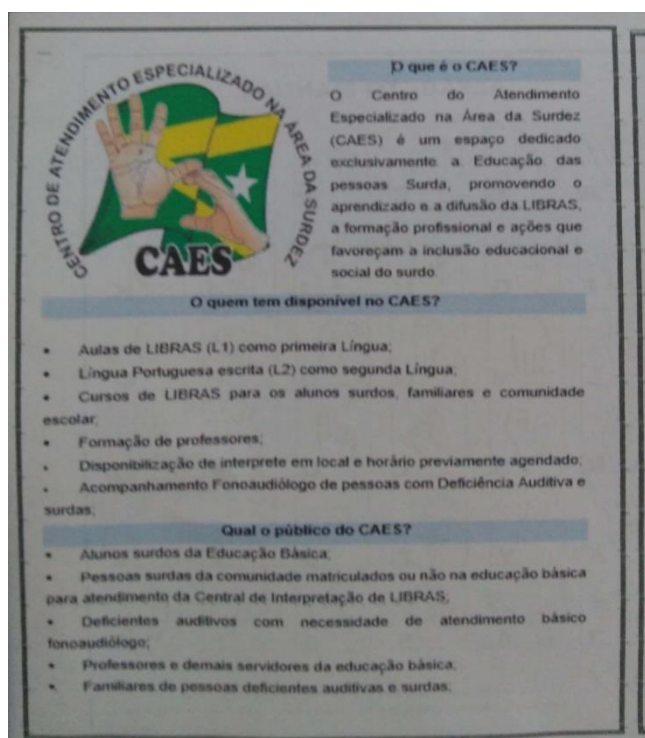 CENTRO DE ATENDIMENTO ESPECIALIZADO NA ÁREA DA SURDEZ
CAES
O que é o CAES?
O Centro do Atendimento
Especializado na Área da Surdez
(CAES) é um espaço dedicado
exclusivamente a Educação das
pessoas Surda, promovendo o
aprendizado e a difusão da LIBRAS,
a formação profissional e ações que
favoreçam a inclusão educacional e
social do surdo.
O quem tem disponível no CAES?
• Aulas de LIBRAS (L1) como primeira Língua;
• Língua Portuguesa escrita (L2) como segunda Língua;
• Cursos de LIBRAS para os alunos surdos, familiares e comunidade
escolar;
• Formação de professores;
• Disponibilização de interprete em local e horário previamente agendado;
• Acompanhamento Fonoaudiólogo de pessoas com Deficiência Auditiva e
surdas;
Qual o público do CAES?
• Alunos surdos da Educação Básica;
• Pessoas surdas da comunidade matriculados ou não na educação básica
para atendimento da Central de Interpretação de LIBRAS;
• Deficientes auditivos com necessidade de atendimento básico
fonoaudiólogo;
• Professores e demais servidores da educação básica;
• Familiares de pessoas deficientes auditivas e surdas;